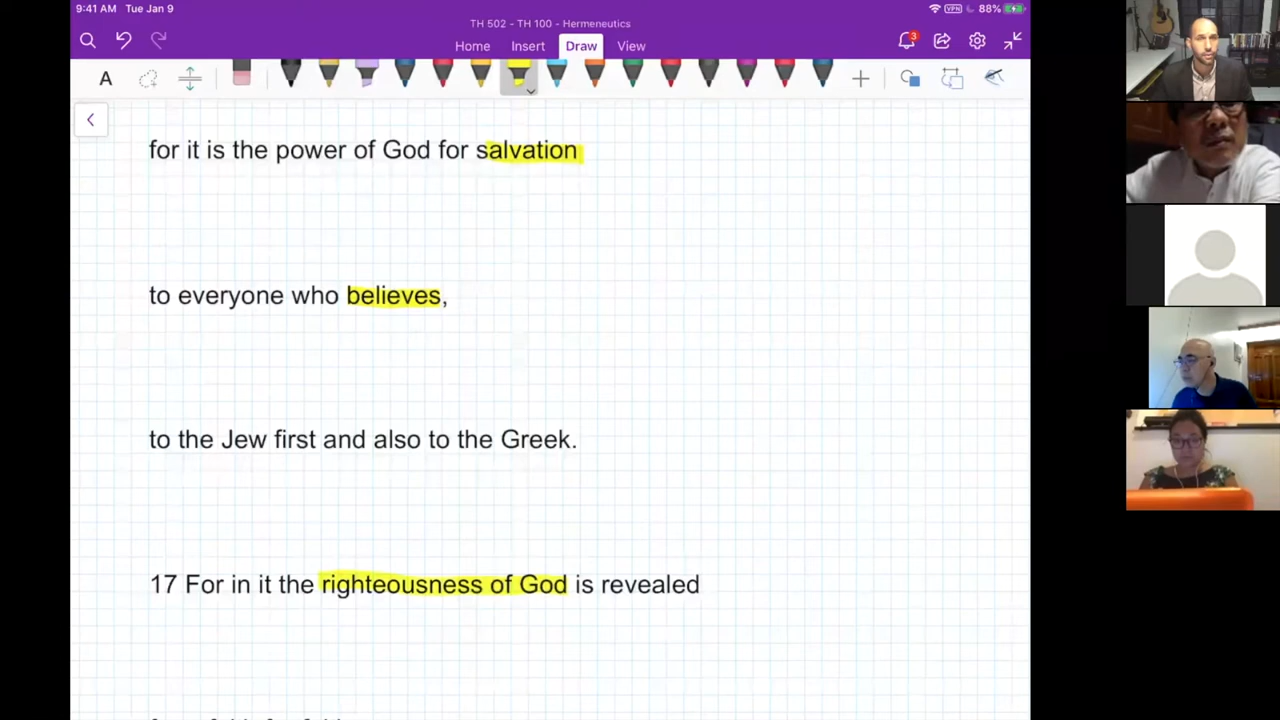 9:41 AM Tue Jan 9
VPN 88%
TH 502 - TH 100 - Hermeneutics
3
Home Insert Draw View
A
for it is the power of God for salvation
to everyone who believes,
to the Jew first and also to the Greek.
17 For in it the righteousness of God is revealed